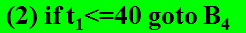 (2) if t₁<=40 goto B₄